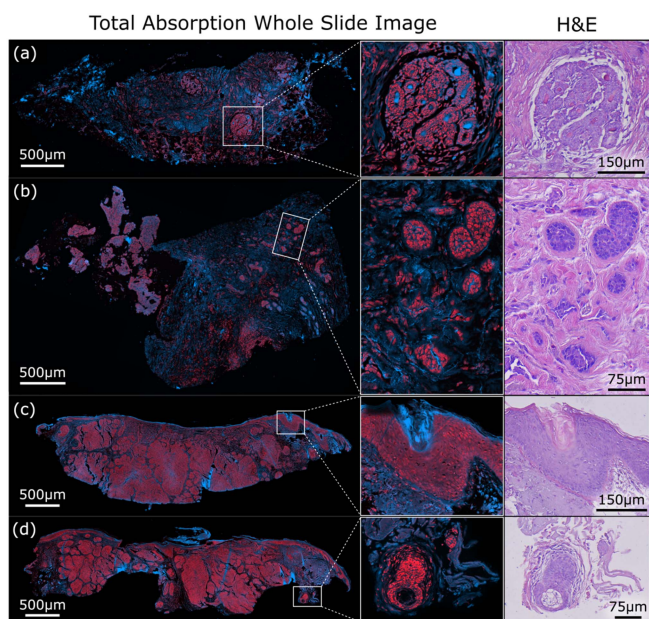 Total Absorption Whole Slide Image H&E
(a)
500μm 150μm
(b)
500μm 75μm
(c)
500μm 150μm
(d)
500μm 75μm